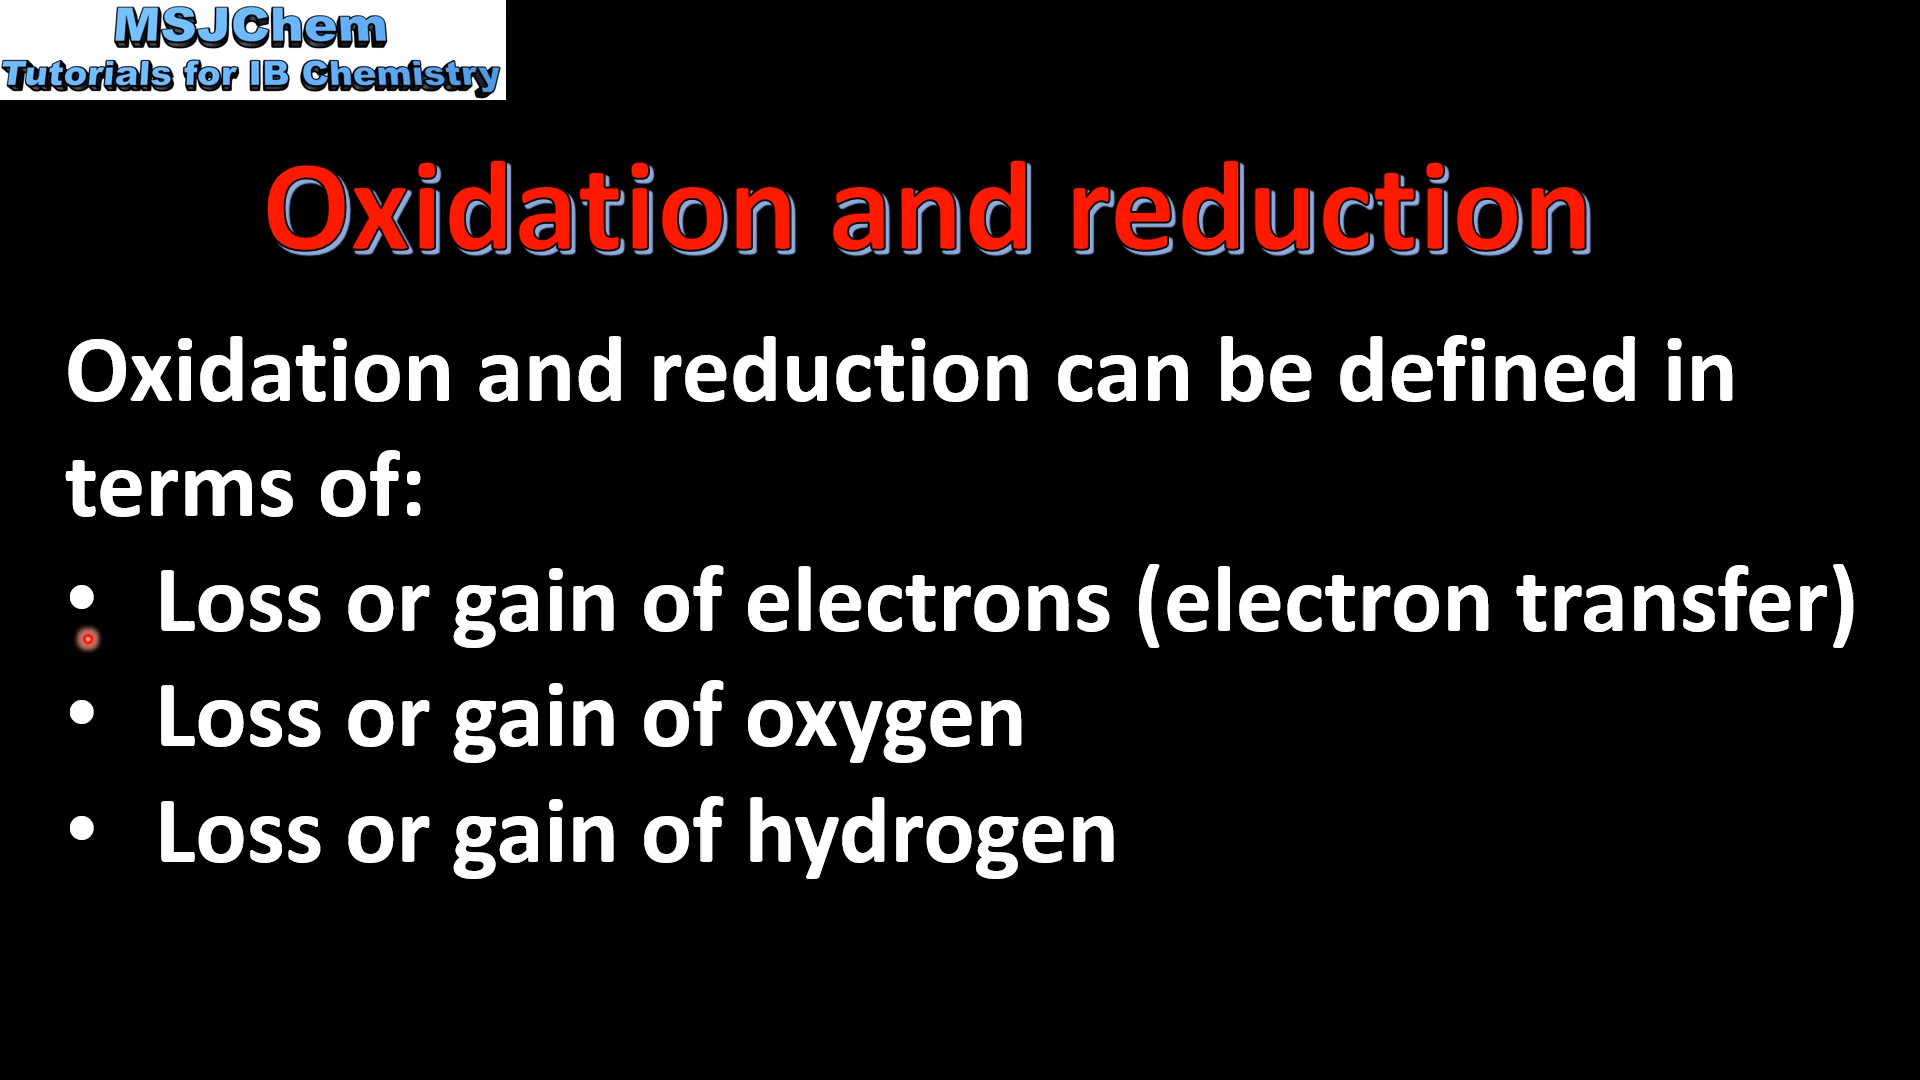 MSJChem
Tutorials for IB Chemistry
Oxidation and reduction
Oxidation and reduction can be defined in
terms of:
• Loss or gain of electrons (electron transfer)
• Loss or gain of oxygen
• Loss or gain of hydrogen